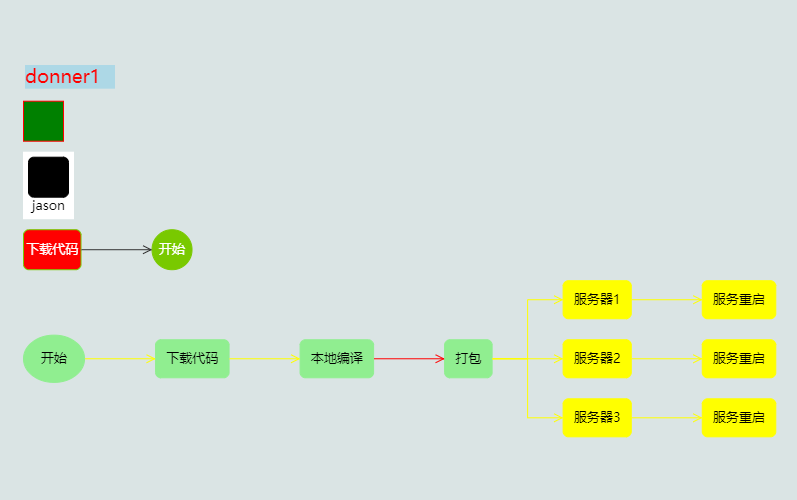 donner1
jason
下载代码 开始
服务器1 服务重启
开始 下载代码 本地编译 打包 服务器2 服务重启
服务器3 服务重启